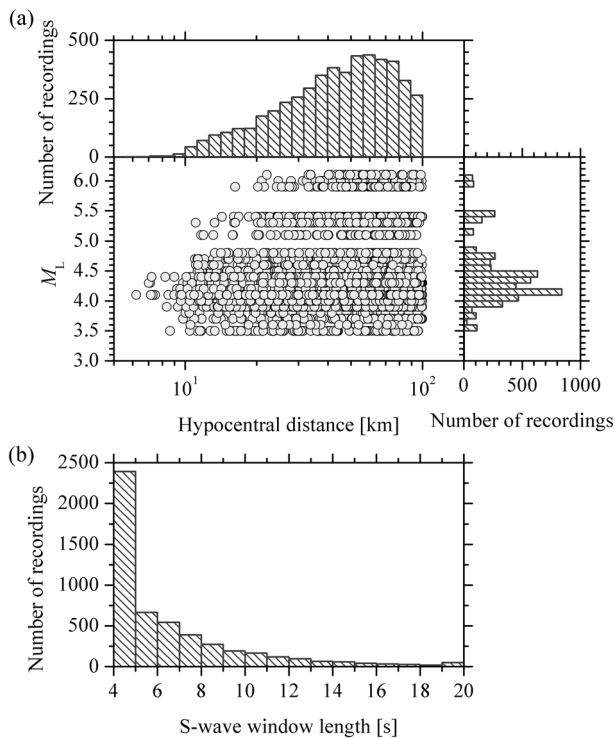 (a)
500
250
0
Number of recordings
6.0
5.5
5.0
4.5
4.0
3.5
3.0
M_L
10^1
10^2
Hypocentral distance [km]
0
500
1000
Number of recordings
(b)
2500
2000
1500
1000
500
0
Number of recordings
4 6 8 10 12 14 16 18 20
S-wave window length [s]